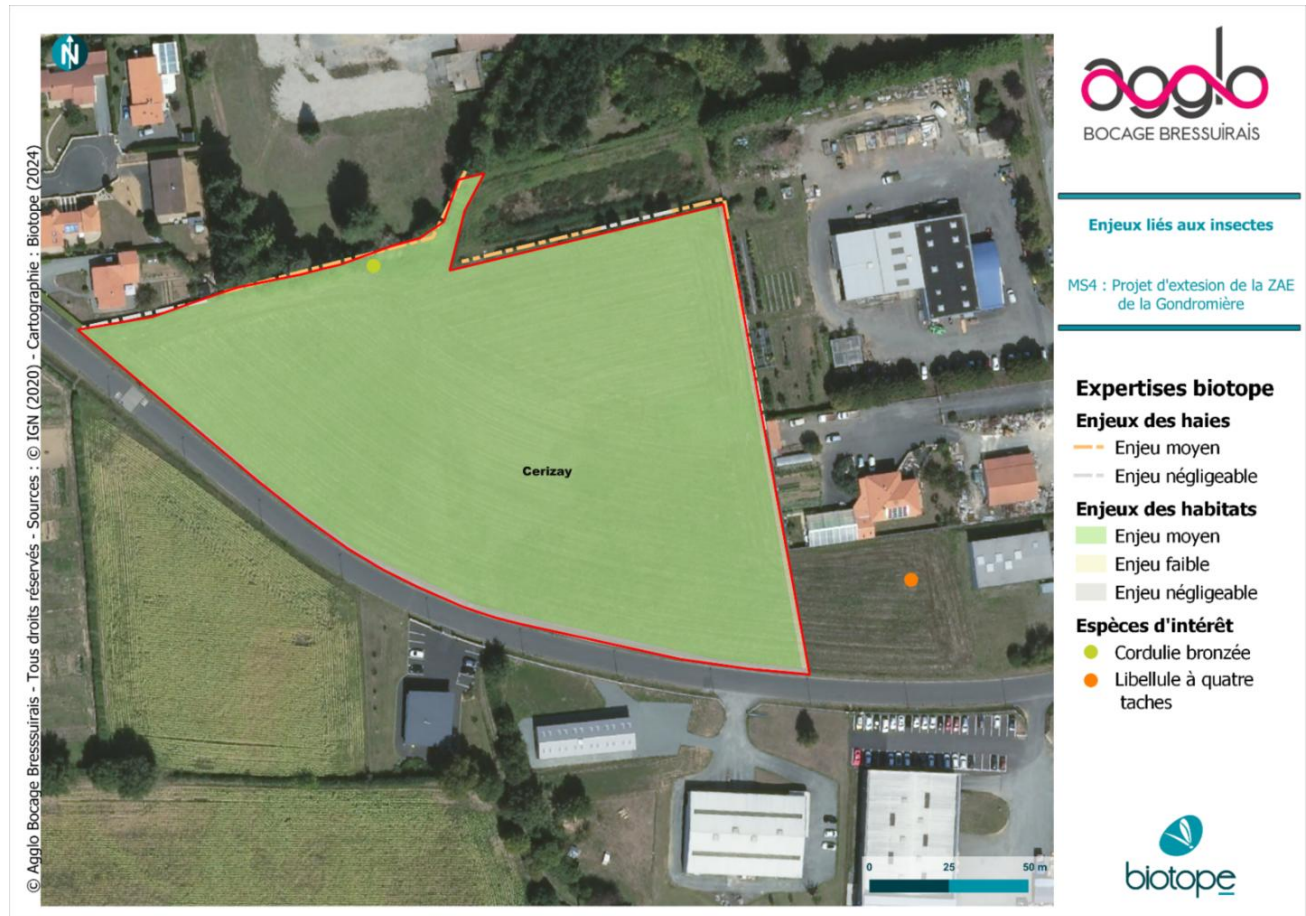 N
© Agglo Bocage Bresssuirais - Tous droits réservés - Sources : © IGN (2020) - Cartographie : Biotope (2024)
Cerizay
0 25 50 m
agglo
BOCAGE BRESSUIRAIS
Enjeux liés aux insectes
MS4 : Projet d'extesion de la ZAE
de la Gondromière
Expertises biotope
Enjeux des haies
Enjeu moyen
Enjeu négligeable
Enjeux des habitats
Enjeu moyen
Enjeu faible
Enjeu négligeable
Espèces d'intérêt
Cordulie bronzée
Libellule à quatre
taches
biotope